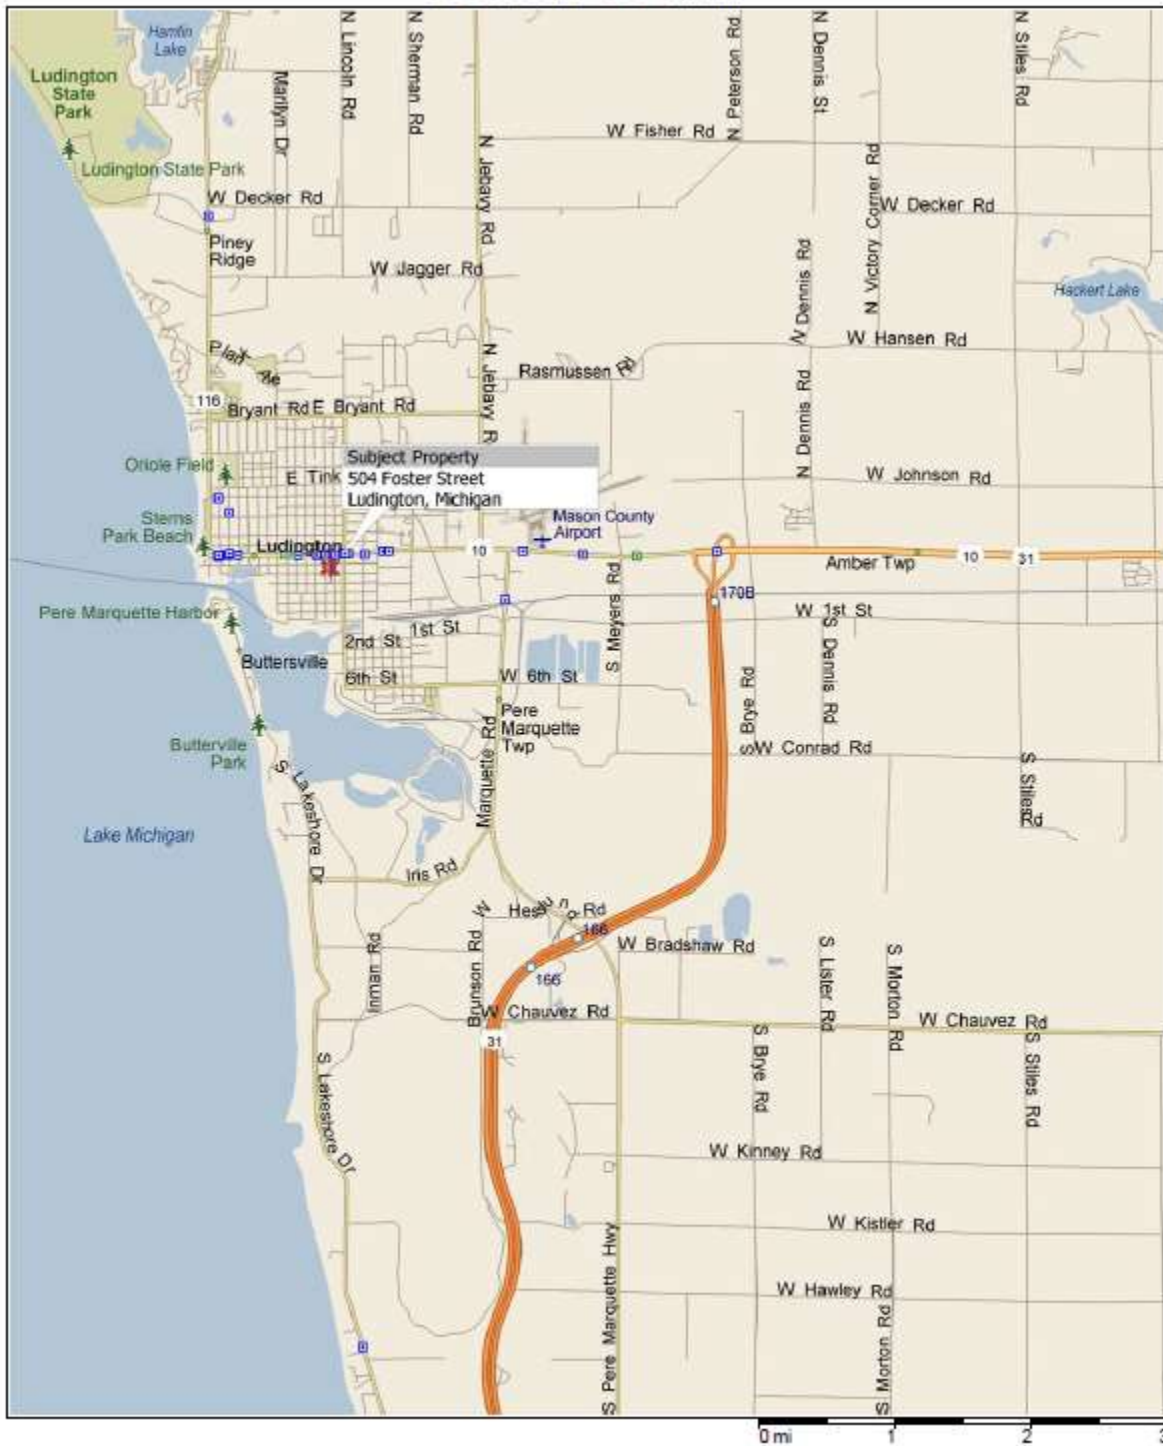 Hamlin
Lake
Ludington
State
Park
Ludington State Park
Marilyn Dr
N Lincoln Rd
N Sherman Rd
N Jebavy Rd
N Peterson Rd
N Dennis St
N Stiles Rd
W Fisher Rd
N Victory Corner Rd
W Decker Rd
W Decker Rd
Piney
Ridge
W Jagger Rd
Hackert Lake
N Dennis Rd
W Hansen Rd
Rasmussen Rd
N Jebavy R
116
Bryant Rd
E Bryant Rd
N Dennis Rd
Oriole Field
E Tink
Subject Property
504 Foster Street
Ludington, Michigan
W Johnson Rd
Stems
Park Beach
Ludington
10
Mason County
Airport
Amber Twp
10
31
170B
Pere Marquette Harbor
Buttersville
2nd St
1st St
6th St
W 6th St
S Meyers Rd
W 1st St
S Dennis Rd
S Brye Rd
Pere
Marquette
Twp
Butterville
Park
W Conrad Rd
S Stiles
Rd
Marquette Rd
S Lakeshore Dr
Lake Michigan
Iris Rd
W
Hes
Rd
166
W Bradshaw Rd
166
Inman Rd
Brunson Rd
W Chauvez Rd
S Lister Rd
S Morton Rd
W Chauvez Rd
31
S Lakeshore Dr
S Brye Rd
S Stiles Rd
W Kinney Rd
W Kistler Rd
S Pere Marquette Hwy
W Hawley Rd
S Morton Rd
0 mi
1
2
3